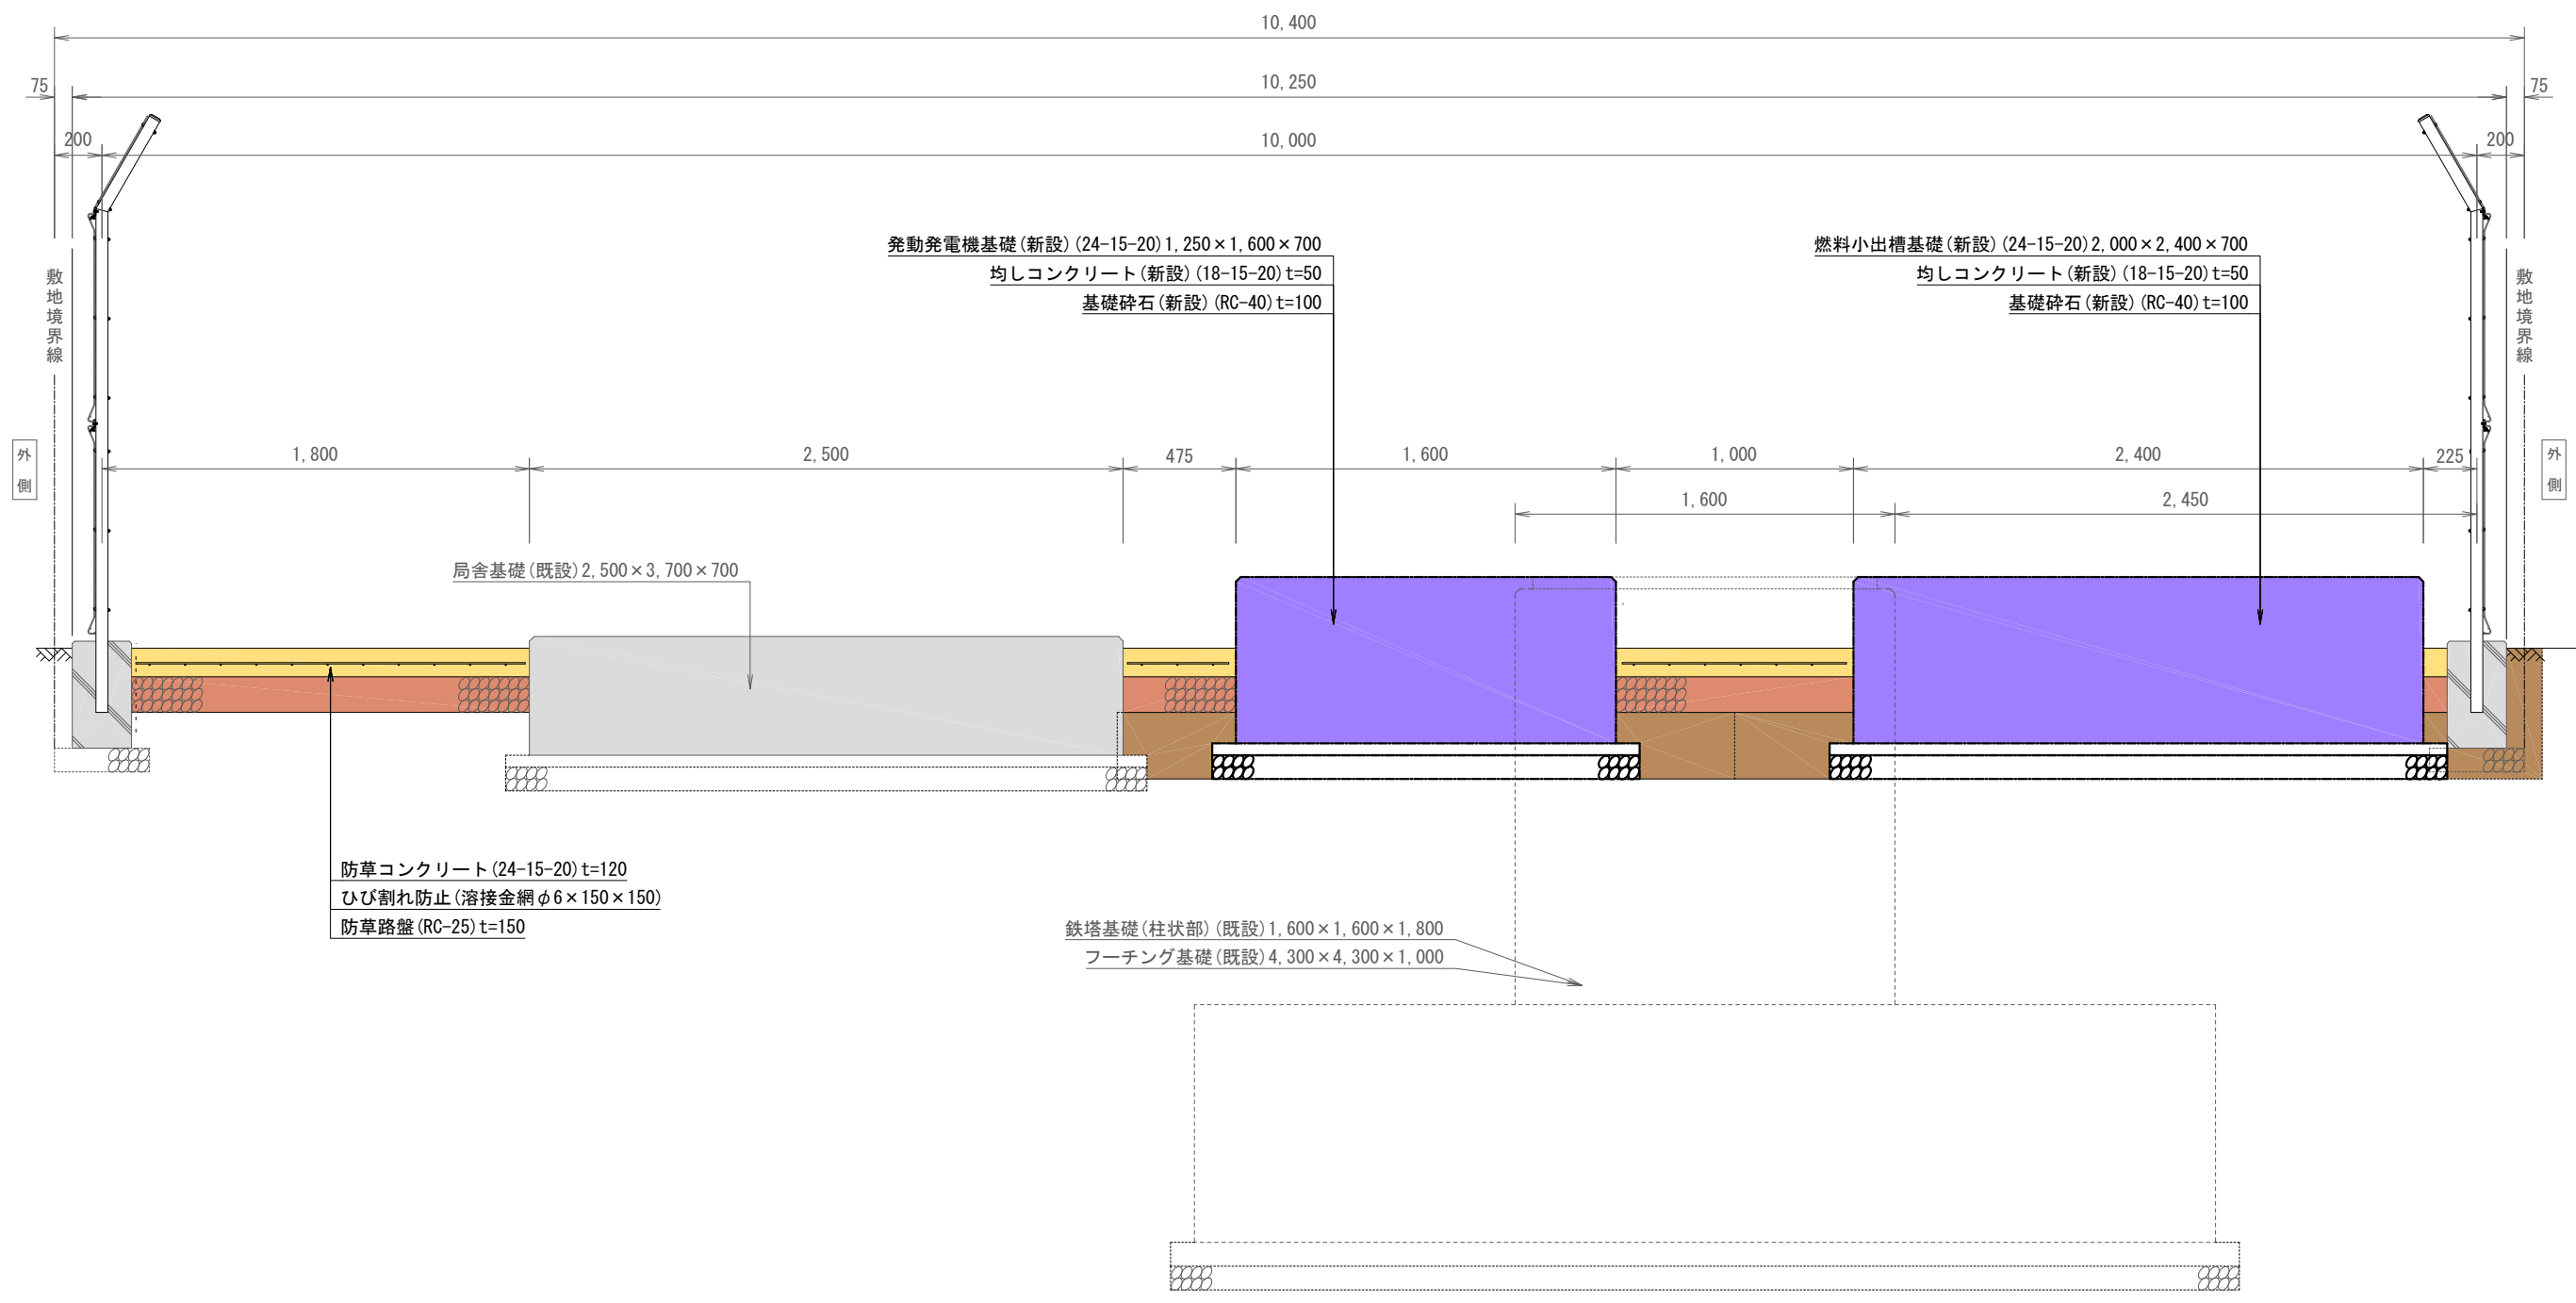 10,400
75
10,250
75
200
10,000
200
発動発電機基礎(新設)(24-15-20)1,250×1,600×700
均しコンクリート(新設)(18-15-20)t=50
基礎砕石(新設)(RC-40)t=100
燃料小出槽基礎(新設)(24-15-20)2,000×2,400×700
均しコンクリート(新設)(18-15-20)t=50
基礎砕石(新設)(RC-40)t=100
敷地境界線
敷地境界線
外側
外側
1,800
2,500
475
1,600
1,000
2,400
225
1,600
2,450
局舎基礎(既設)2,500×3,700×700
防草コンクリート(24-15-20)t=120
ひび割れ防止(溶接金網φ6×150×150)
防草路盤(RC-25)t=150
鉄塔基礎(柱状部)(既設)1,600×1,600×1,800
フーチング基礎(既設)4,300×4,300×1,000